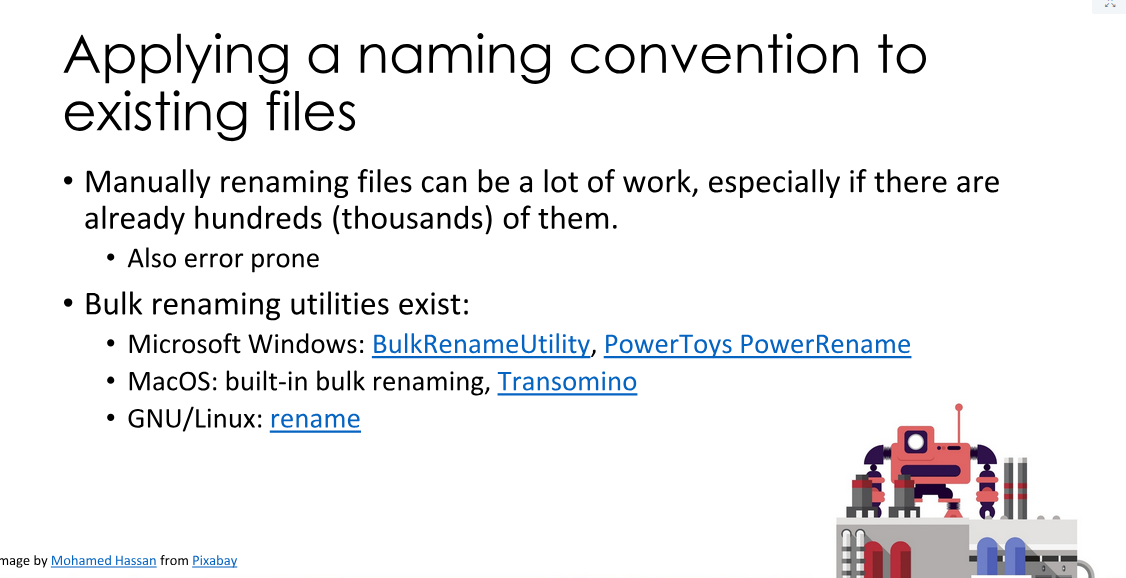 Applying a naming convention to
existing files
• Manually renaming files can be a lot of work, especially if there are
already hundreds (thousands) of them.
• Also error prone
• Bulk renaming utilities exist:
• Microsoft Windows: BulkRenameUtility, PowerToys PowerRename
• MacOS: built-in bulk renaming, Transomino
• GNU/Linux: rename
mage by Mohamed Hassan from Pixabay